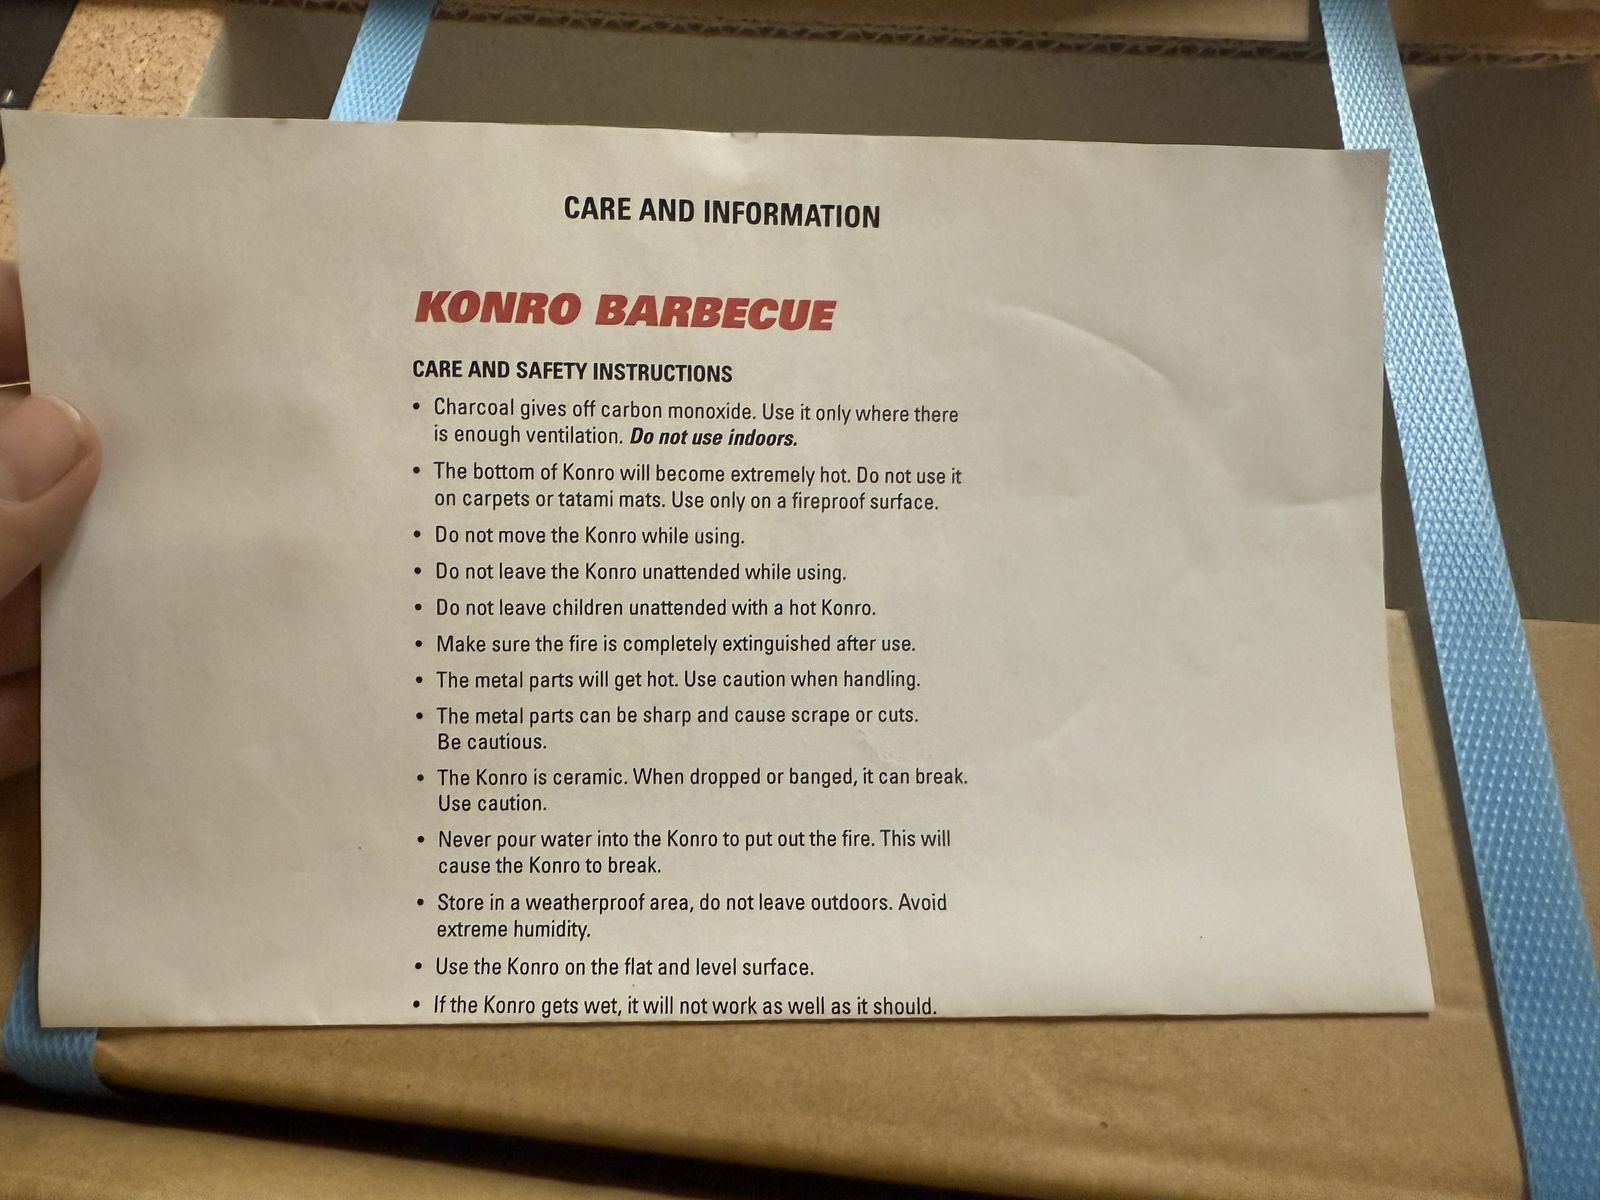 CARE AND INFORMATION
KONRO BARBECUE
CARE AND SAFETY INSTRUCTIONS
• Charcoal gives off carbon monoxide. Use it only where there
is enough ventilation. Do not use indoors.
• The bottom of Konro will become extremely hot. Do not use it
on carpets or tatami mats. Use only on a fireproof surface.
• Do not move the Konro while using.
• Do not leave the Konro unattended while using.
• Do not leave children unattended with a hot Konro.
• Make sure the fire is completely extinguished after use.
• The metal parts will get hot. Use caution when handling.
• The metal parts can be sharp and cause scrape or cuts.
Be cautious.
• The Konro is ceramic. When dropped or banged, it can break.
Use caution.
• Never pour water into the Konro to put out the fire. This will
cause the Konro to break.
• Store in a weatherproof area, do not leave outdoors. Avoid
extreme humidity.
• Use the Konro on the flat and level surface.
• If the Konro gets wet, it will not work as well as it should.